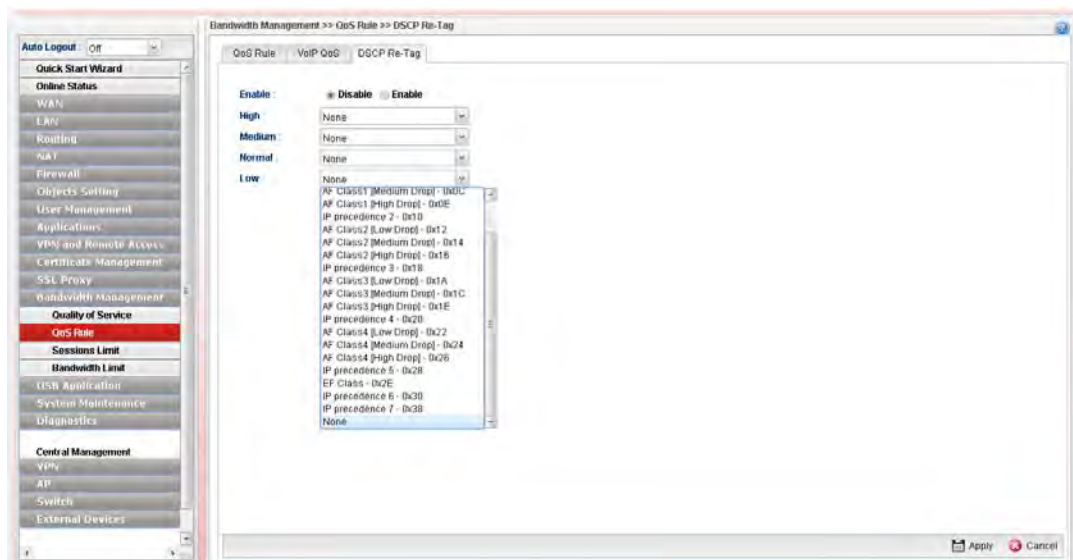 Bandwidth Management >> QoS Rule >> DSCP Re-Tag
Auto Logout : Off
Quick Start Wizard
Online Status
WAN
LAN
Routing
NAT
Firewall
Objects Setting
User Management
Applications
VPN and Remote Access
Certificate Management
SSL Proxy
Bandwidth Management
Quality of Service
QoS Rule
Sessions Limit
Bandwidth Limit
USB Application
System Maintenance
Diagnostics
Central Management
VPN
AP
Switch
External Devices
QoS Rule VoIP QoS DSCP Re-Tag
Enable : Disable Enable
High None
Medium : None
Normal None
Low None
AF Class1 [Medium Drop] - 0x0C
AF Class1 [High Drop] - 0x0E
IP precedence 2 - 0x10
AF Class2 [Low Drop] - 0x12
AF Class2 [Medium Drop] - 0x14
AF Class2 [High Drop] - 0x16
IP precedence 3 - 0x18
AF Class3 [Low Drop] - 0x1A
AF Class3 [Medium Drop] - 0x1C
AF Class3 [High Drop] - 0x1E
IP precedence 4 - 0x20
AF Class4 [Low Drop] - 0x22
AF Class4 [Medium Drop] - 0x24
AF Class4 [High Drop] - 0x26
IP precedence 5 - 0x28
EF Class - 0x2E
IP precedence 6 - 0x30
IP precedence 7 - 0x38
None
Apply Cancel